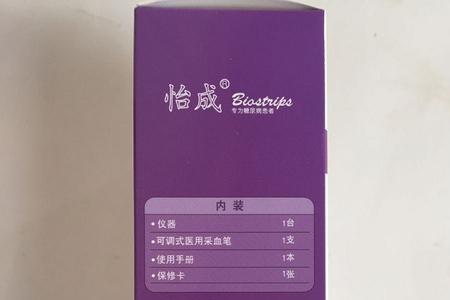 怡成® Biostrips
专为糖尿病患者
内装
•仪器 1台
•可调式医用采血笔 1支
•使用手册 1本
•保修卡 1张